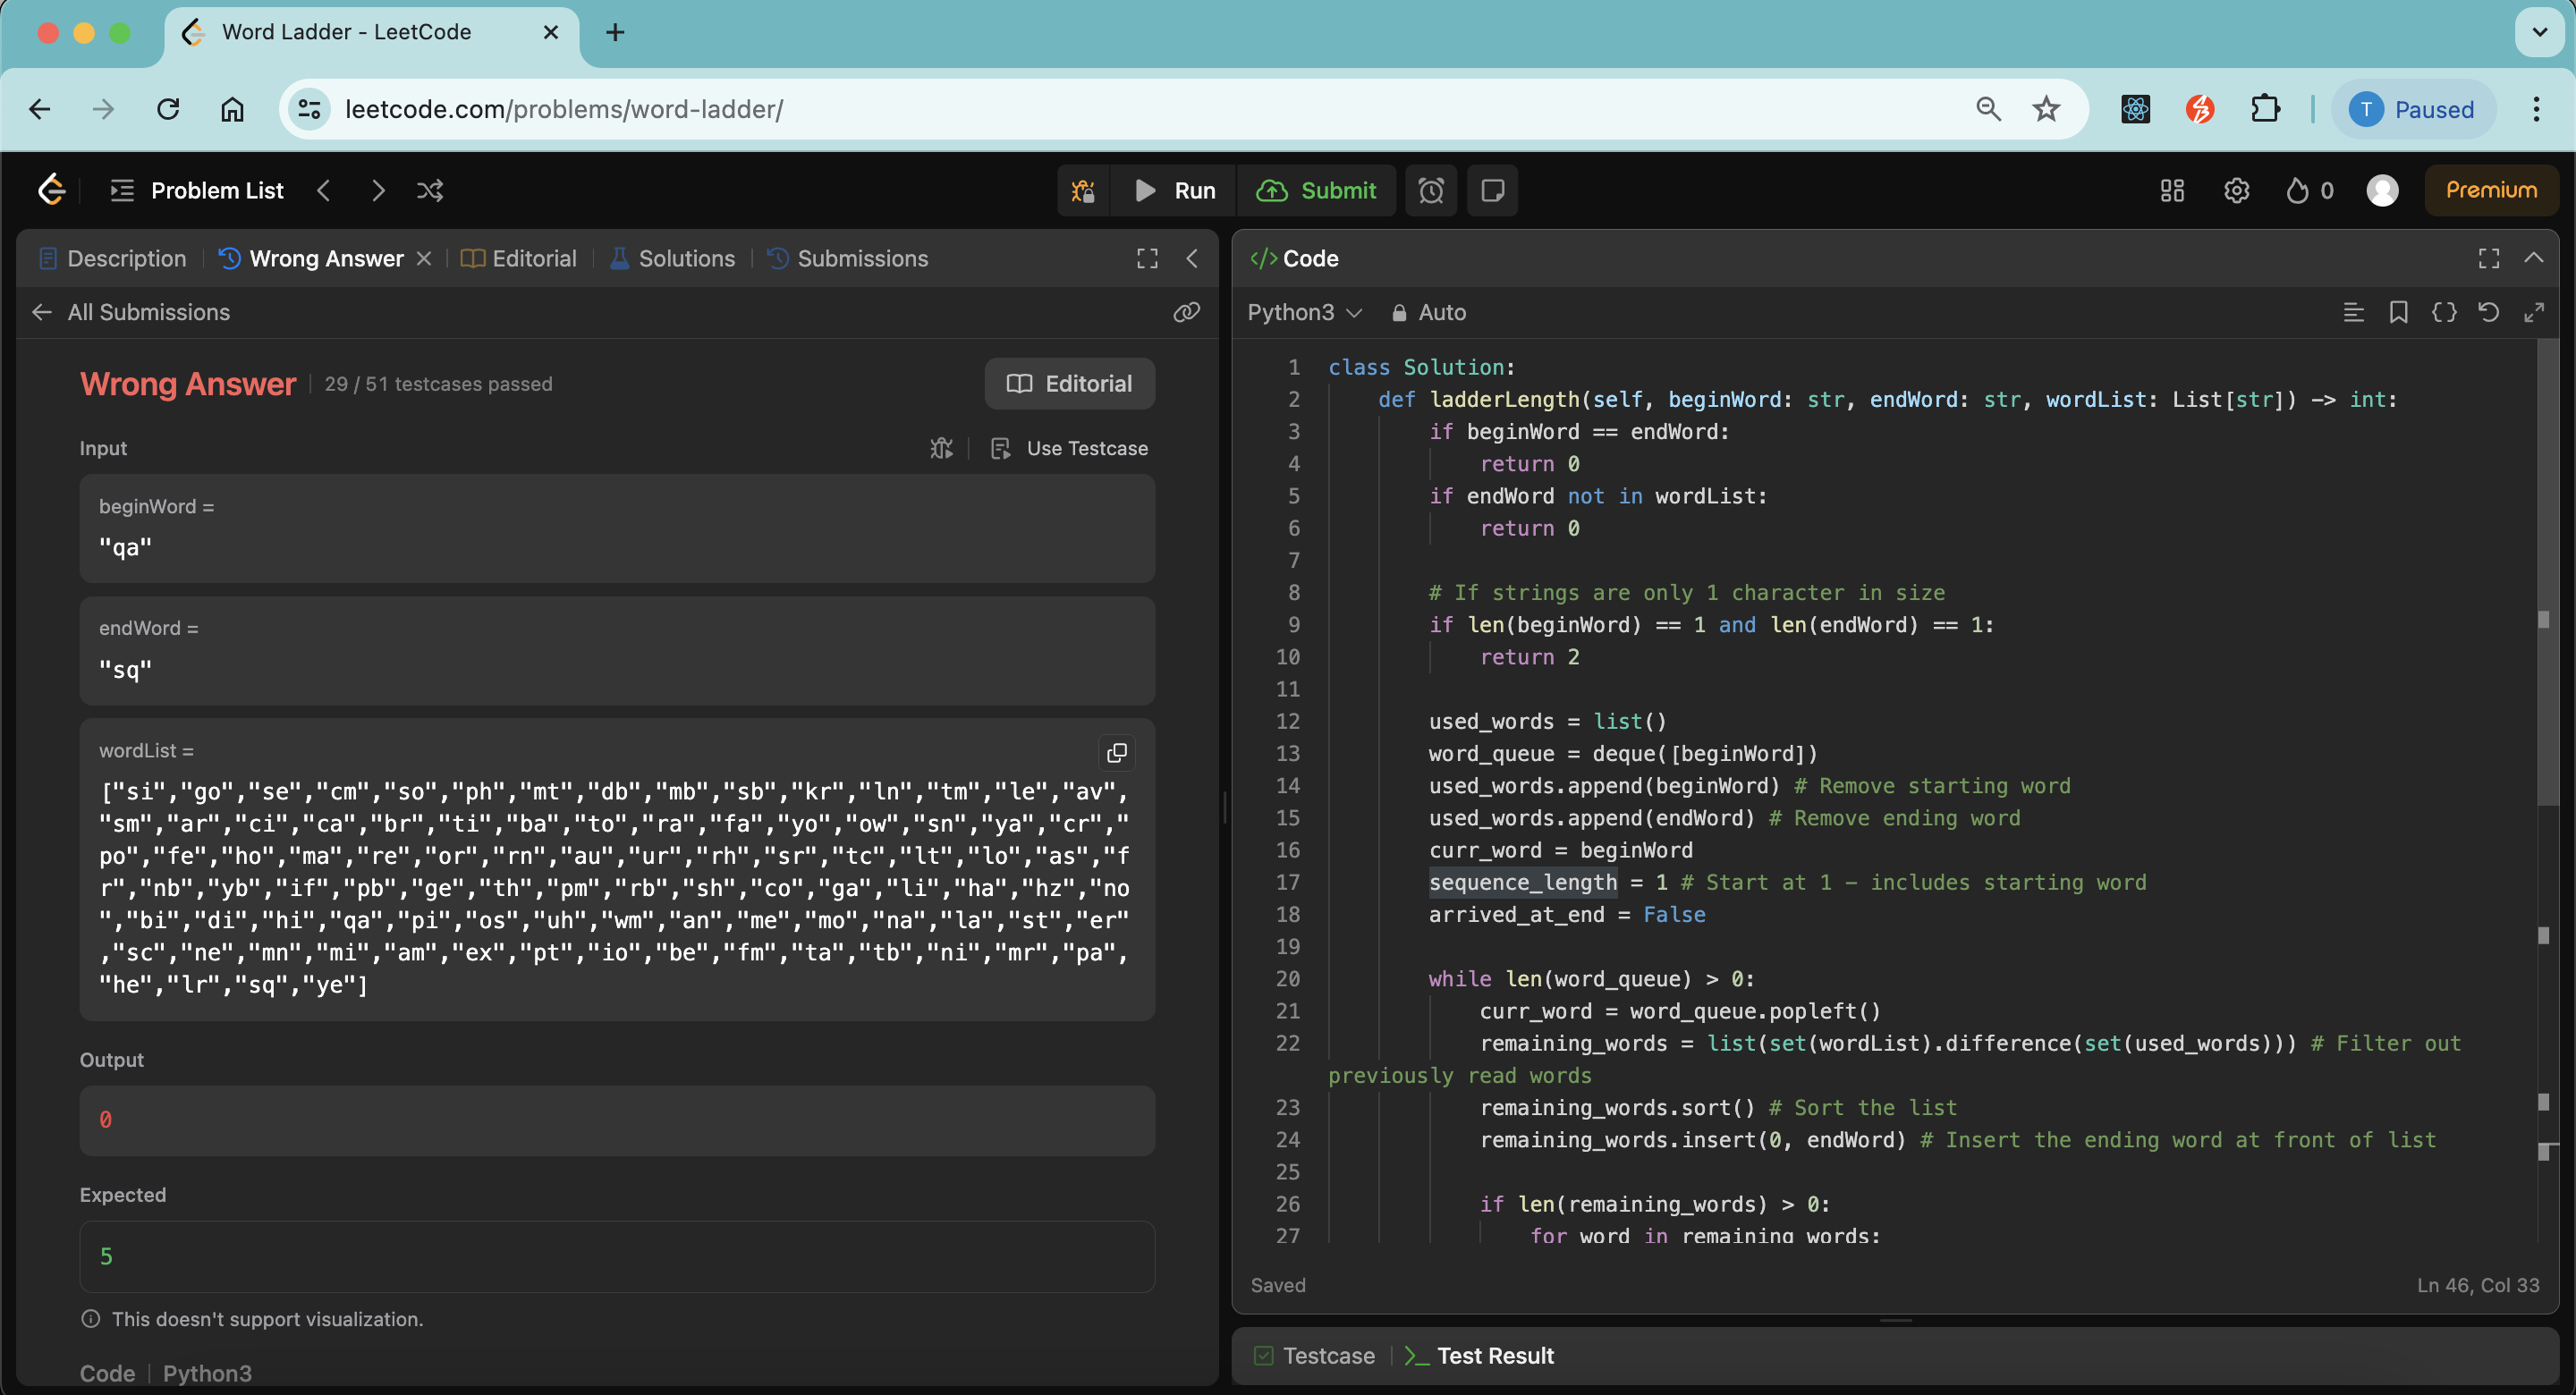 Word Ladder - LeetCode
leetcode.com/problems/word-ladder/
T Paused
Problem List
Run
Submit
0
Premium
Description
Wrong Answer
Editorial
Solutions
Submissions
All Submissions
Wrong Answer
29 / 51 testcases passed
Editorial
Input
Use Testcase
beginWord =
"qa"
endWord =
"sq"
wordList =
["si","go","se","cm","so","ph","mt","db","mb","sb","kr","ln","tm","le","av",
"sm","ar","ci","ca","br","ti","ba","to","ra","fa","yo","ow","sn","ya","cr","
po","fe","ho","ma","re","or","rn","au","ur","rh","sr","tc","lt","lo","as","f
r","nb","yb","if","pb","ge","th","pm","rb","sh","co","ga","li","ha","hz","no
","bi","di","hi","qa","pi","os","uh","wm","an","me","mo","na","la","st","er"
,"sc","ne","mn","mi","am","ex","pt","io","be","fm","ta","tb","ni","mr","pa",
"he","lr","sq","ye"]
Output
0
Expected
5
This doesn't support visualization.
Code | Python3
</> Code
Python3
Auto
1 class Solution:
2 def ladderLength(self, beginWord: str, endWord: str, wordList: List[str]) -> int:
3 if beginWord == endWord:
4 return 0
5 if endWord not in wordList:
6 return 0
7
8 # If strings are only 1 character in size
9 if len(beginWord) == 1 and len(endWord) == 1:
10 return 2
11
12 used_words = list()
13 word_queue = deque([beginWord])
14 used_words.append(beginWord) # Remove starting word
15 used_words.append(endWord) # Remove ending word
16 curr_word = beginWord
17 sequence_length = 1 # Start at 1 – includes starting word
18 arrived_at_end = False
19
20 while len(word_queue) > 0:
21 curr_word = word_queue.popleft()
22 remaining_words = list(set(wordList).difference(set(used_words))) # Filter out
previously read words
23 remaining_words.sort() # Sort the list
24 remaining_words.insert(0, endWord) # Insert the ending word at front of list
25
26 if len(remaining_words) > 0:
27 for word in remaining_words:
Saved
Ln 46, Col 33
Testcase
Test Result